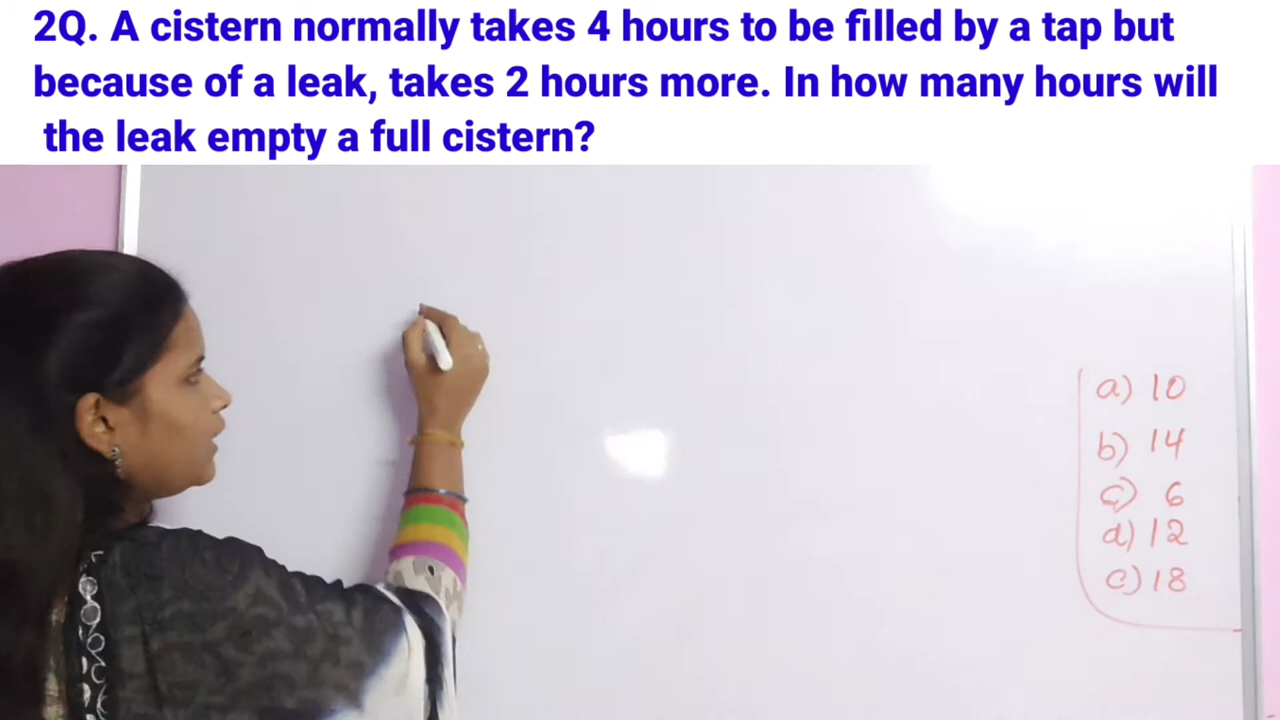 2Q. A cistern normally takes 4 hours to be filled by a tap but
because of a leak, takes 2 hours more. In how many hours will
the leak empty a full cistern?
a) 10
b) 14
c) 6
d) 12
e) 18